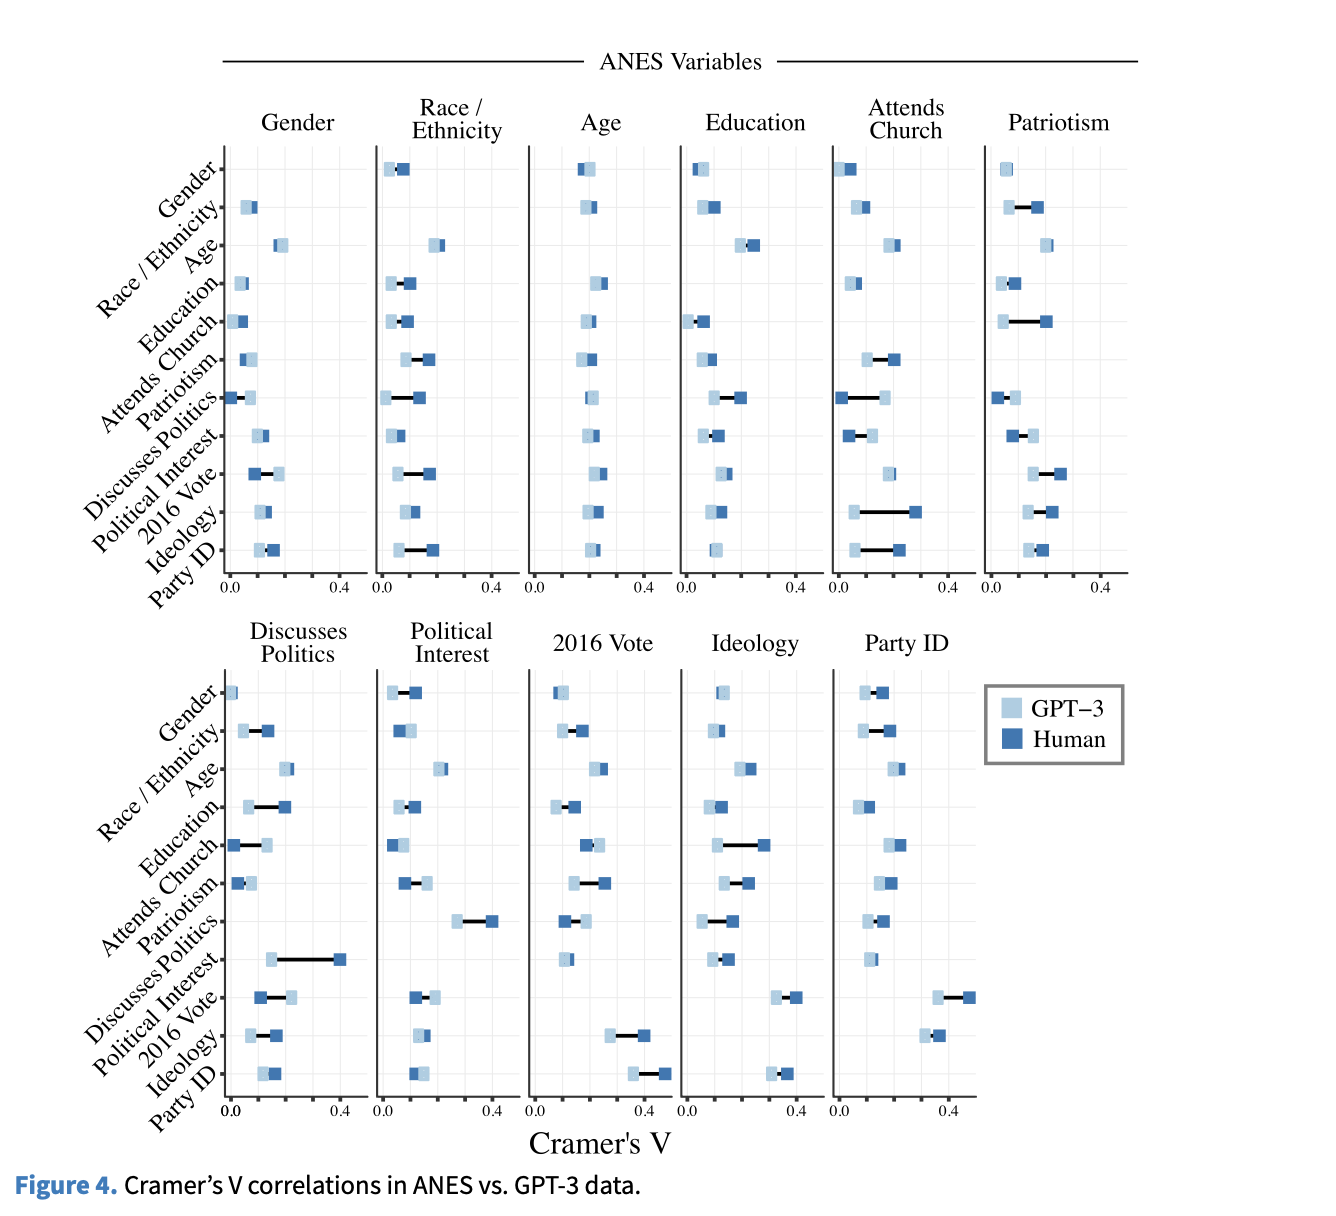 ANES Variables
Gender
Race /
Ethnicity
Age
Education
Attends
Church
Patriotism
Gender
Race / Ethnicity
Age
Education
Attends Church
Patriotism
Discusses Politics
Political Interest
2016 Vote
Ideology
Party ID
0.0 0.4 0.0 0.4 0.0 0.4 0.0 0.4 0.0 0.4 0.0 0.4
Discusses
Politics
Political
Interest
2016 Vote
Ideology
Party ID
Gender
Race / Ethnicity
Age
Education
Attends Church
Patriotism
Discusses Politics
Political Interest
2016 Vote
Ideology
Party ID
GPT−3
Human
0.0 0.4 0.0 0.4 0.0 0.4 0.0 0.4 0.0 0.4
Cramer's V
Figure 4. Cramer’s V correlations in ANES vs. GPT-3 data.